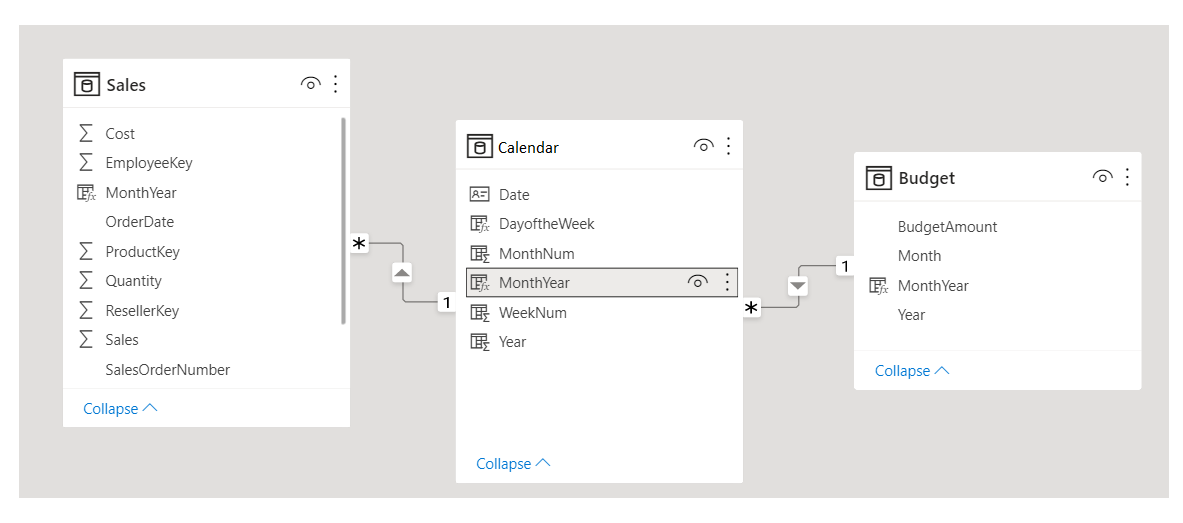 Sales
Cost
EmployeeKey
MonthYear
OrderDate
ProductKey
Quantity
ResellerKey
Sales
SalesOrderNumber
Collapse
*
1
Calendar
Date
DayoftheWeek
MonthNum
MonthYear
WeekNum
Year
Collapse
*
1
Budget
BudgetAmount
Month
MonthYear
Year
Collapse